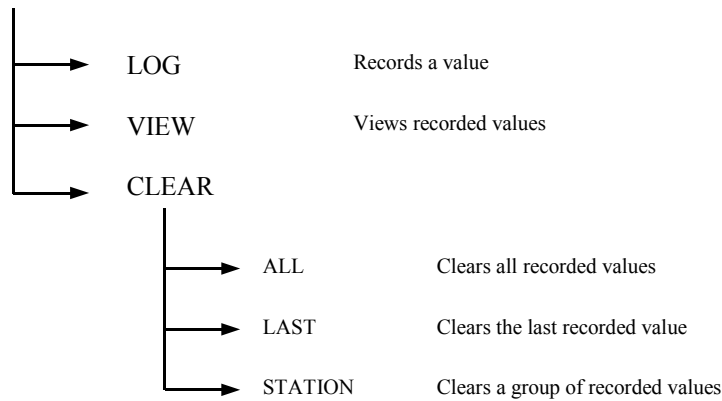 LOG Records a value
VIEW Views recorded values
CLEAR
ALL Clears all recorded values
LAST Clears the last recorded value
STATION Clears a group of recorded values